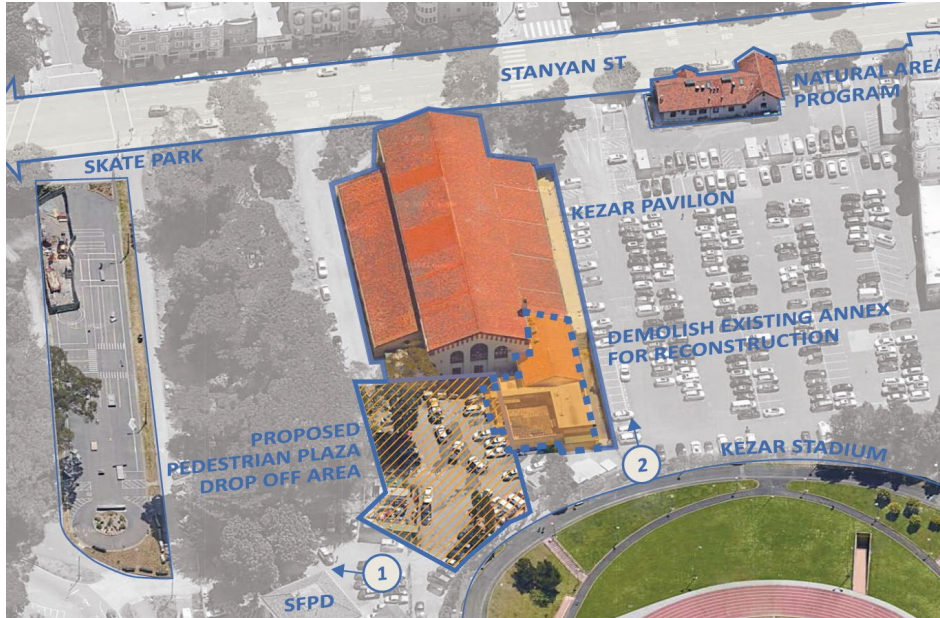 STANYAN ST
NATURAL AREA
PROGRAM
SKATE PARK
KEZAR PAVILION
DEMOLISH EXISTING ANNEX
FOR RECONSTRUCTION
PROPOSED
PEDESTRIAN PLAZA
DROP OFF AREA
KEZAR STADIUM
2
1
SFPD